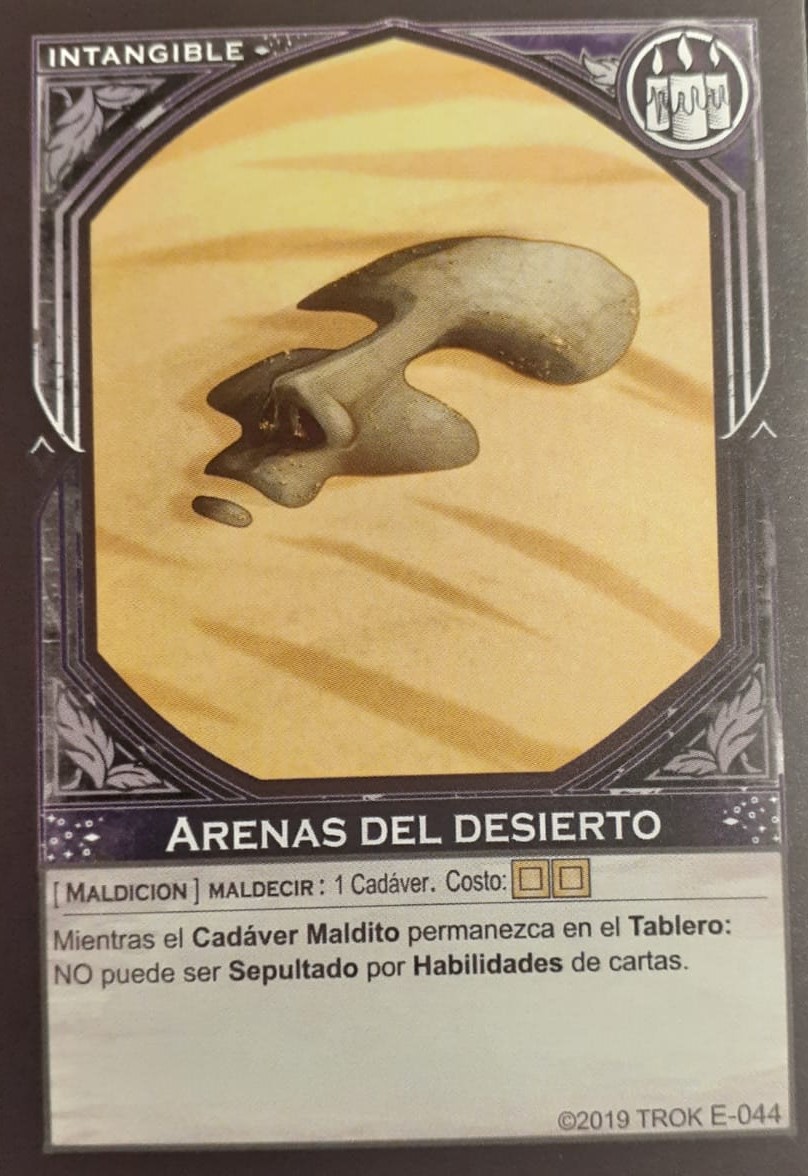 INTANGIBLE
ARENAS DEL DESIERTO
[ MALDICION ] MALDECIR : 1 Cadáver. Costo:
Mientras el Cadáver Maldito permanezca en el Tablero:
NO puede ser Sepultado por Habilidades de cartas.
©2019 TROK E-044